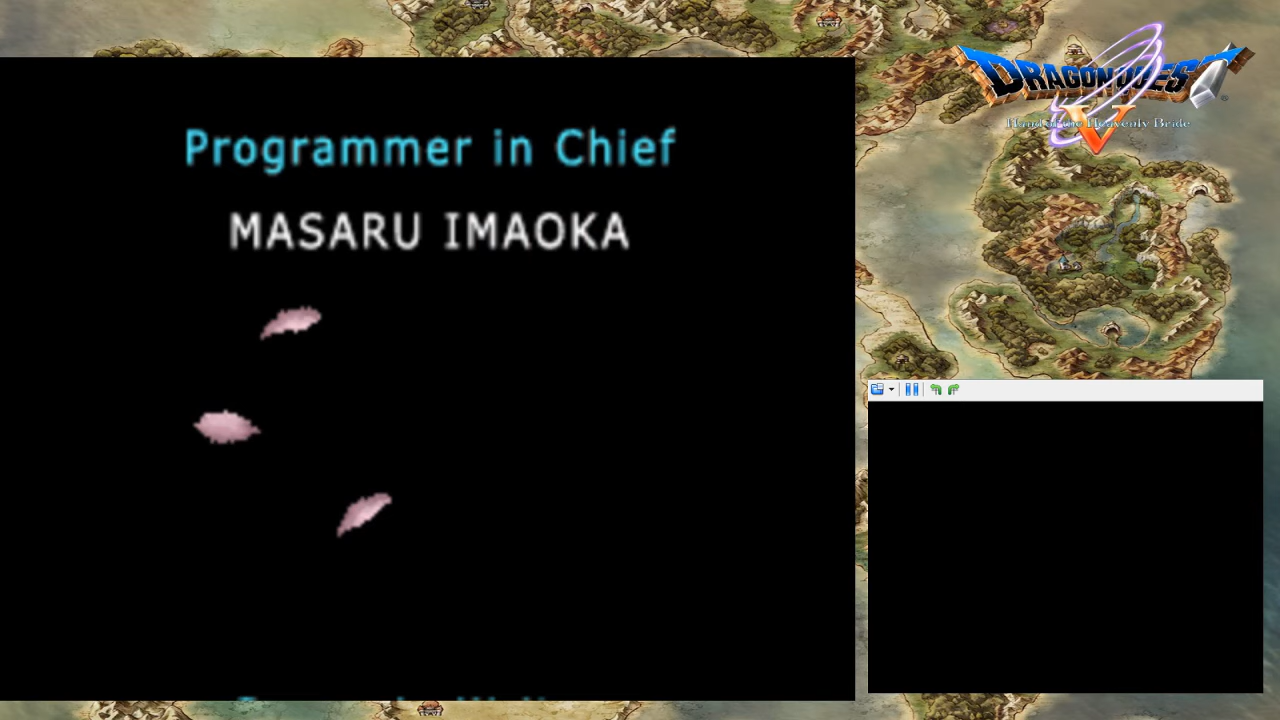 Programmer in Chief
MASARU IMAOKA
DRAGON QUEST
V
Hand of the Heavenly Bride